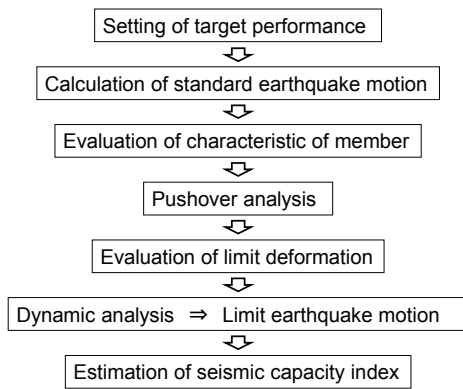 Setting of target performance
Calculation of standard earthquake motion
Evaluation of characteristic of member
Pushover analysis
Evaluation of limit deformation
Dynamic analysis ⇒ Limit earthquake motion
Estimation of seismic capacity index